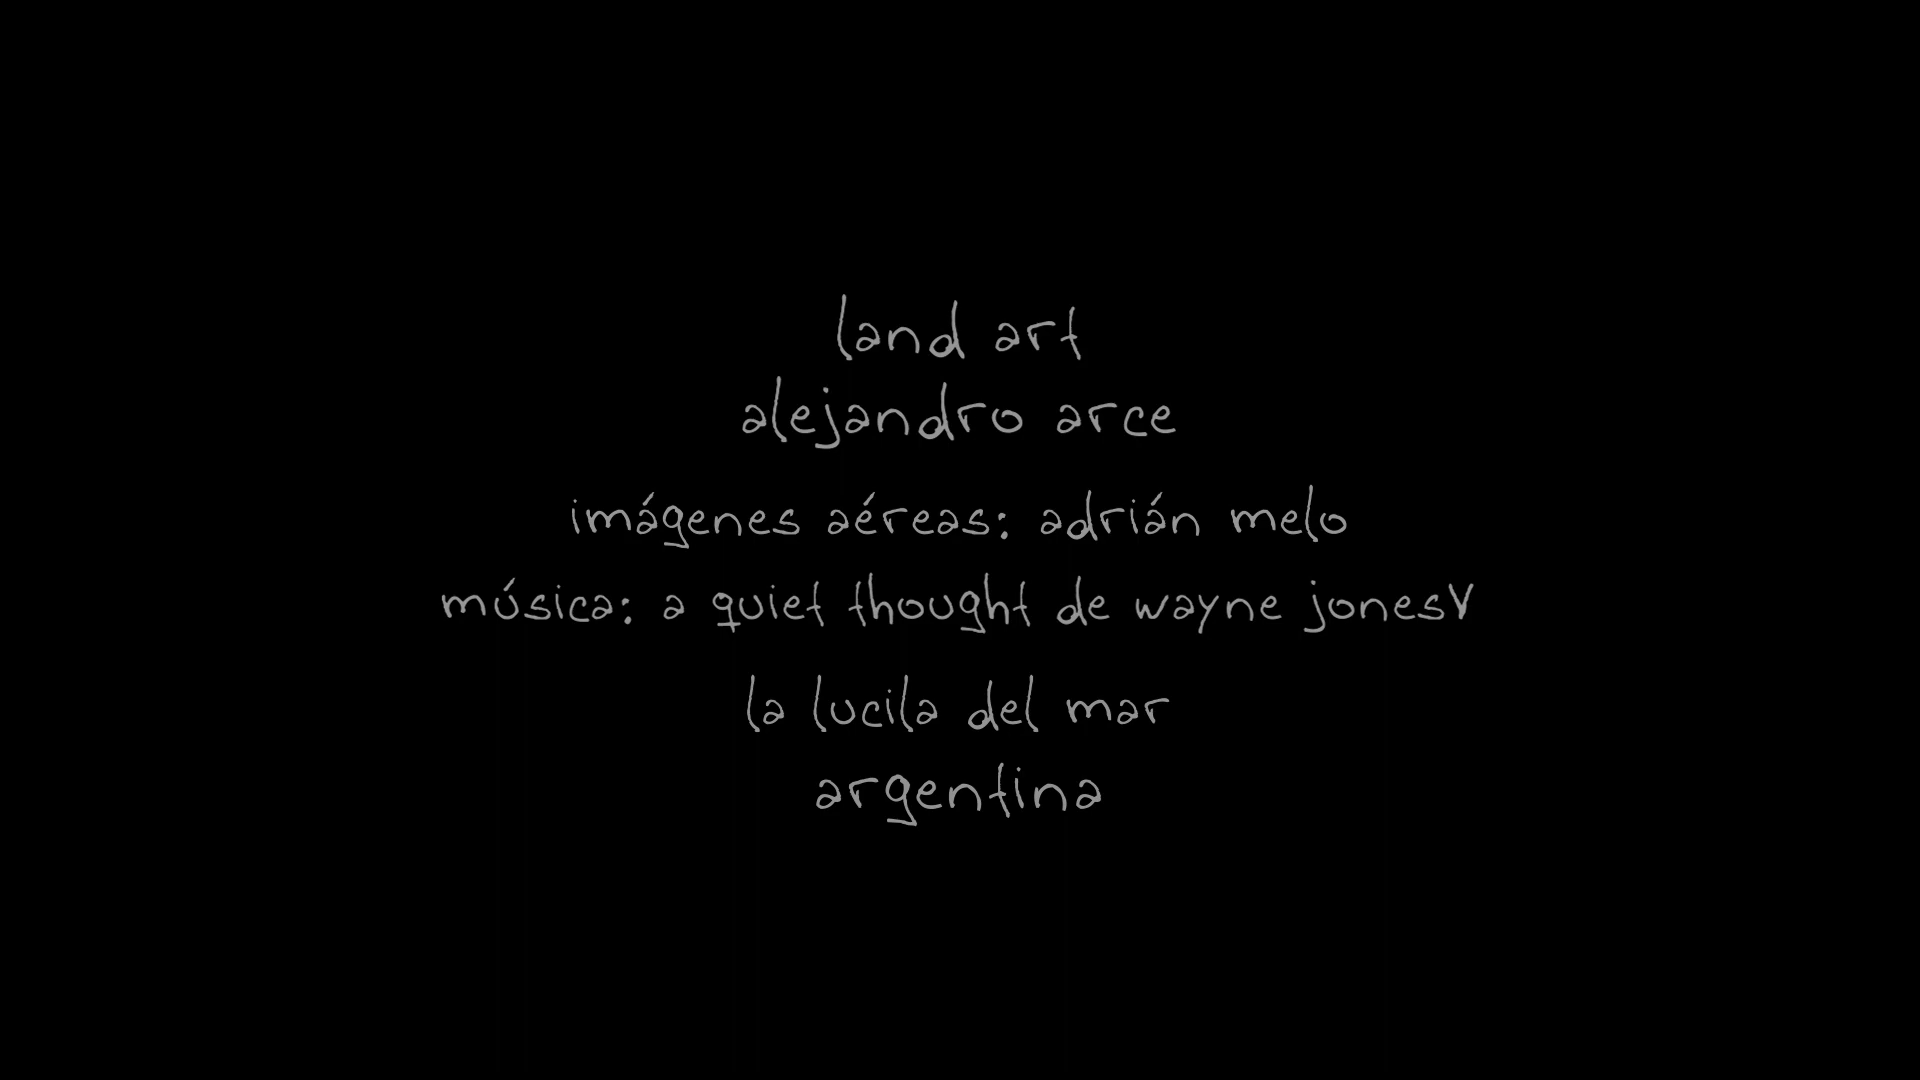 land art
alejandro arce
imágenes aéreas: adrián melo
música: a quiet thought de wayne jonesV
la lucila del mar
argentina